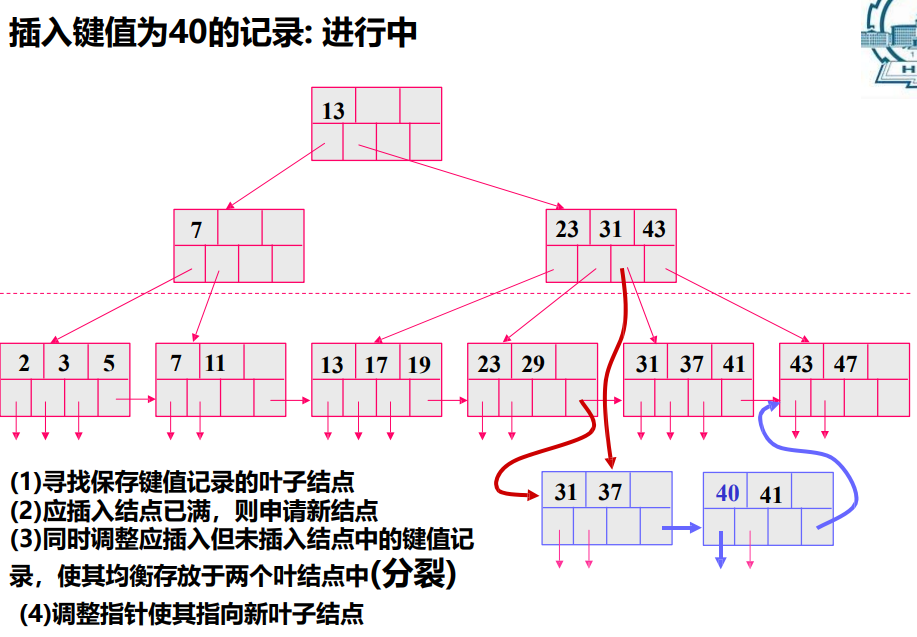 插入键值为40的记录: 进行中
H
13
7
23 31 43
2 3 5
7 11
13 17 19
23 29
31 37 41
43 47
31 37
40 41
(1)寻找保存键值记录的叶子结点
(2)应插入结点已满，则申请新结点
(3)同时调整应插入但未插入结点中的键值记
录，使其均衡存放于两个叶结点中(分裂)
(4)调整指针使其指向新叶子结点